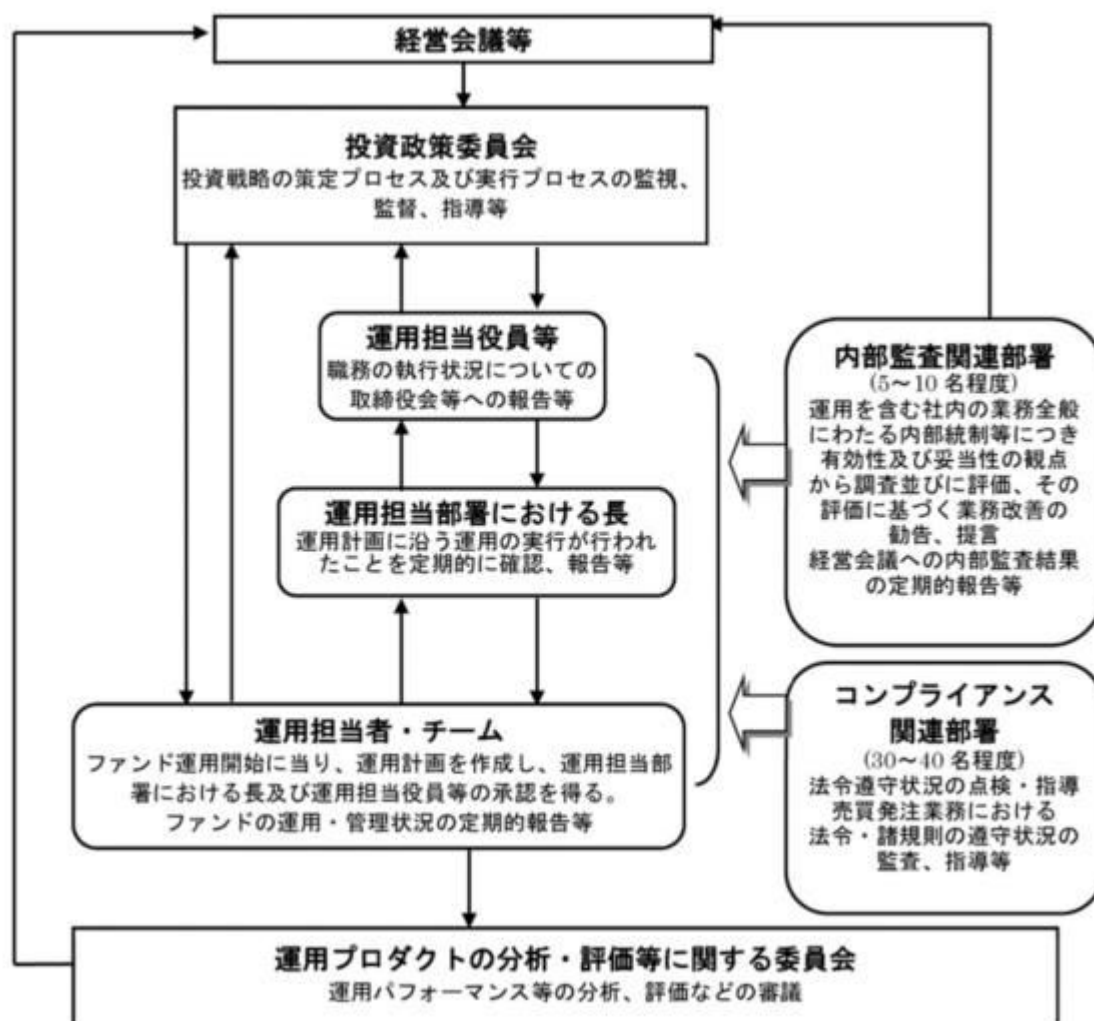 経営会議等
投資政策委員会
投資戦略の策定プロセス及び実行プロセスの監視、
監督、指導等
運用担当役員等
職務の執行状況についての
取締役会等への報告等
運用担当部署における長
運用計画に沿う運用の実行が行われ
たことを定期的に確認、報告等
運用担当者・チーム
ファンド運用開始に当り、運用計画を作成し、運用担当部
署における長及び運用担当役員等の承認を得る。
ファンドの運用・管理状況の定期的報告等
内部監査関連部署
(5～10 名程度)
運用を含む社内の業務全般
にわたる内部統制等につき
有効性及び妥当性の観点
から調査並びに評価、その
評価に基づく業務改善の
勧告、提言
経営会議への内部監査結果
の定期的報告等
コンプライアンス
関連部署
(30～40 名程度)
法令遵守状況の点検・指導
売買発注業務における
法令・諸規則の遵守状況の
監査、指導等
運用プロダクトの分析・評価等に関する委員会
運用パフォーマンス等の分析、評価などの審議